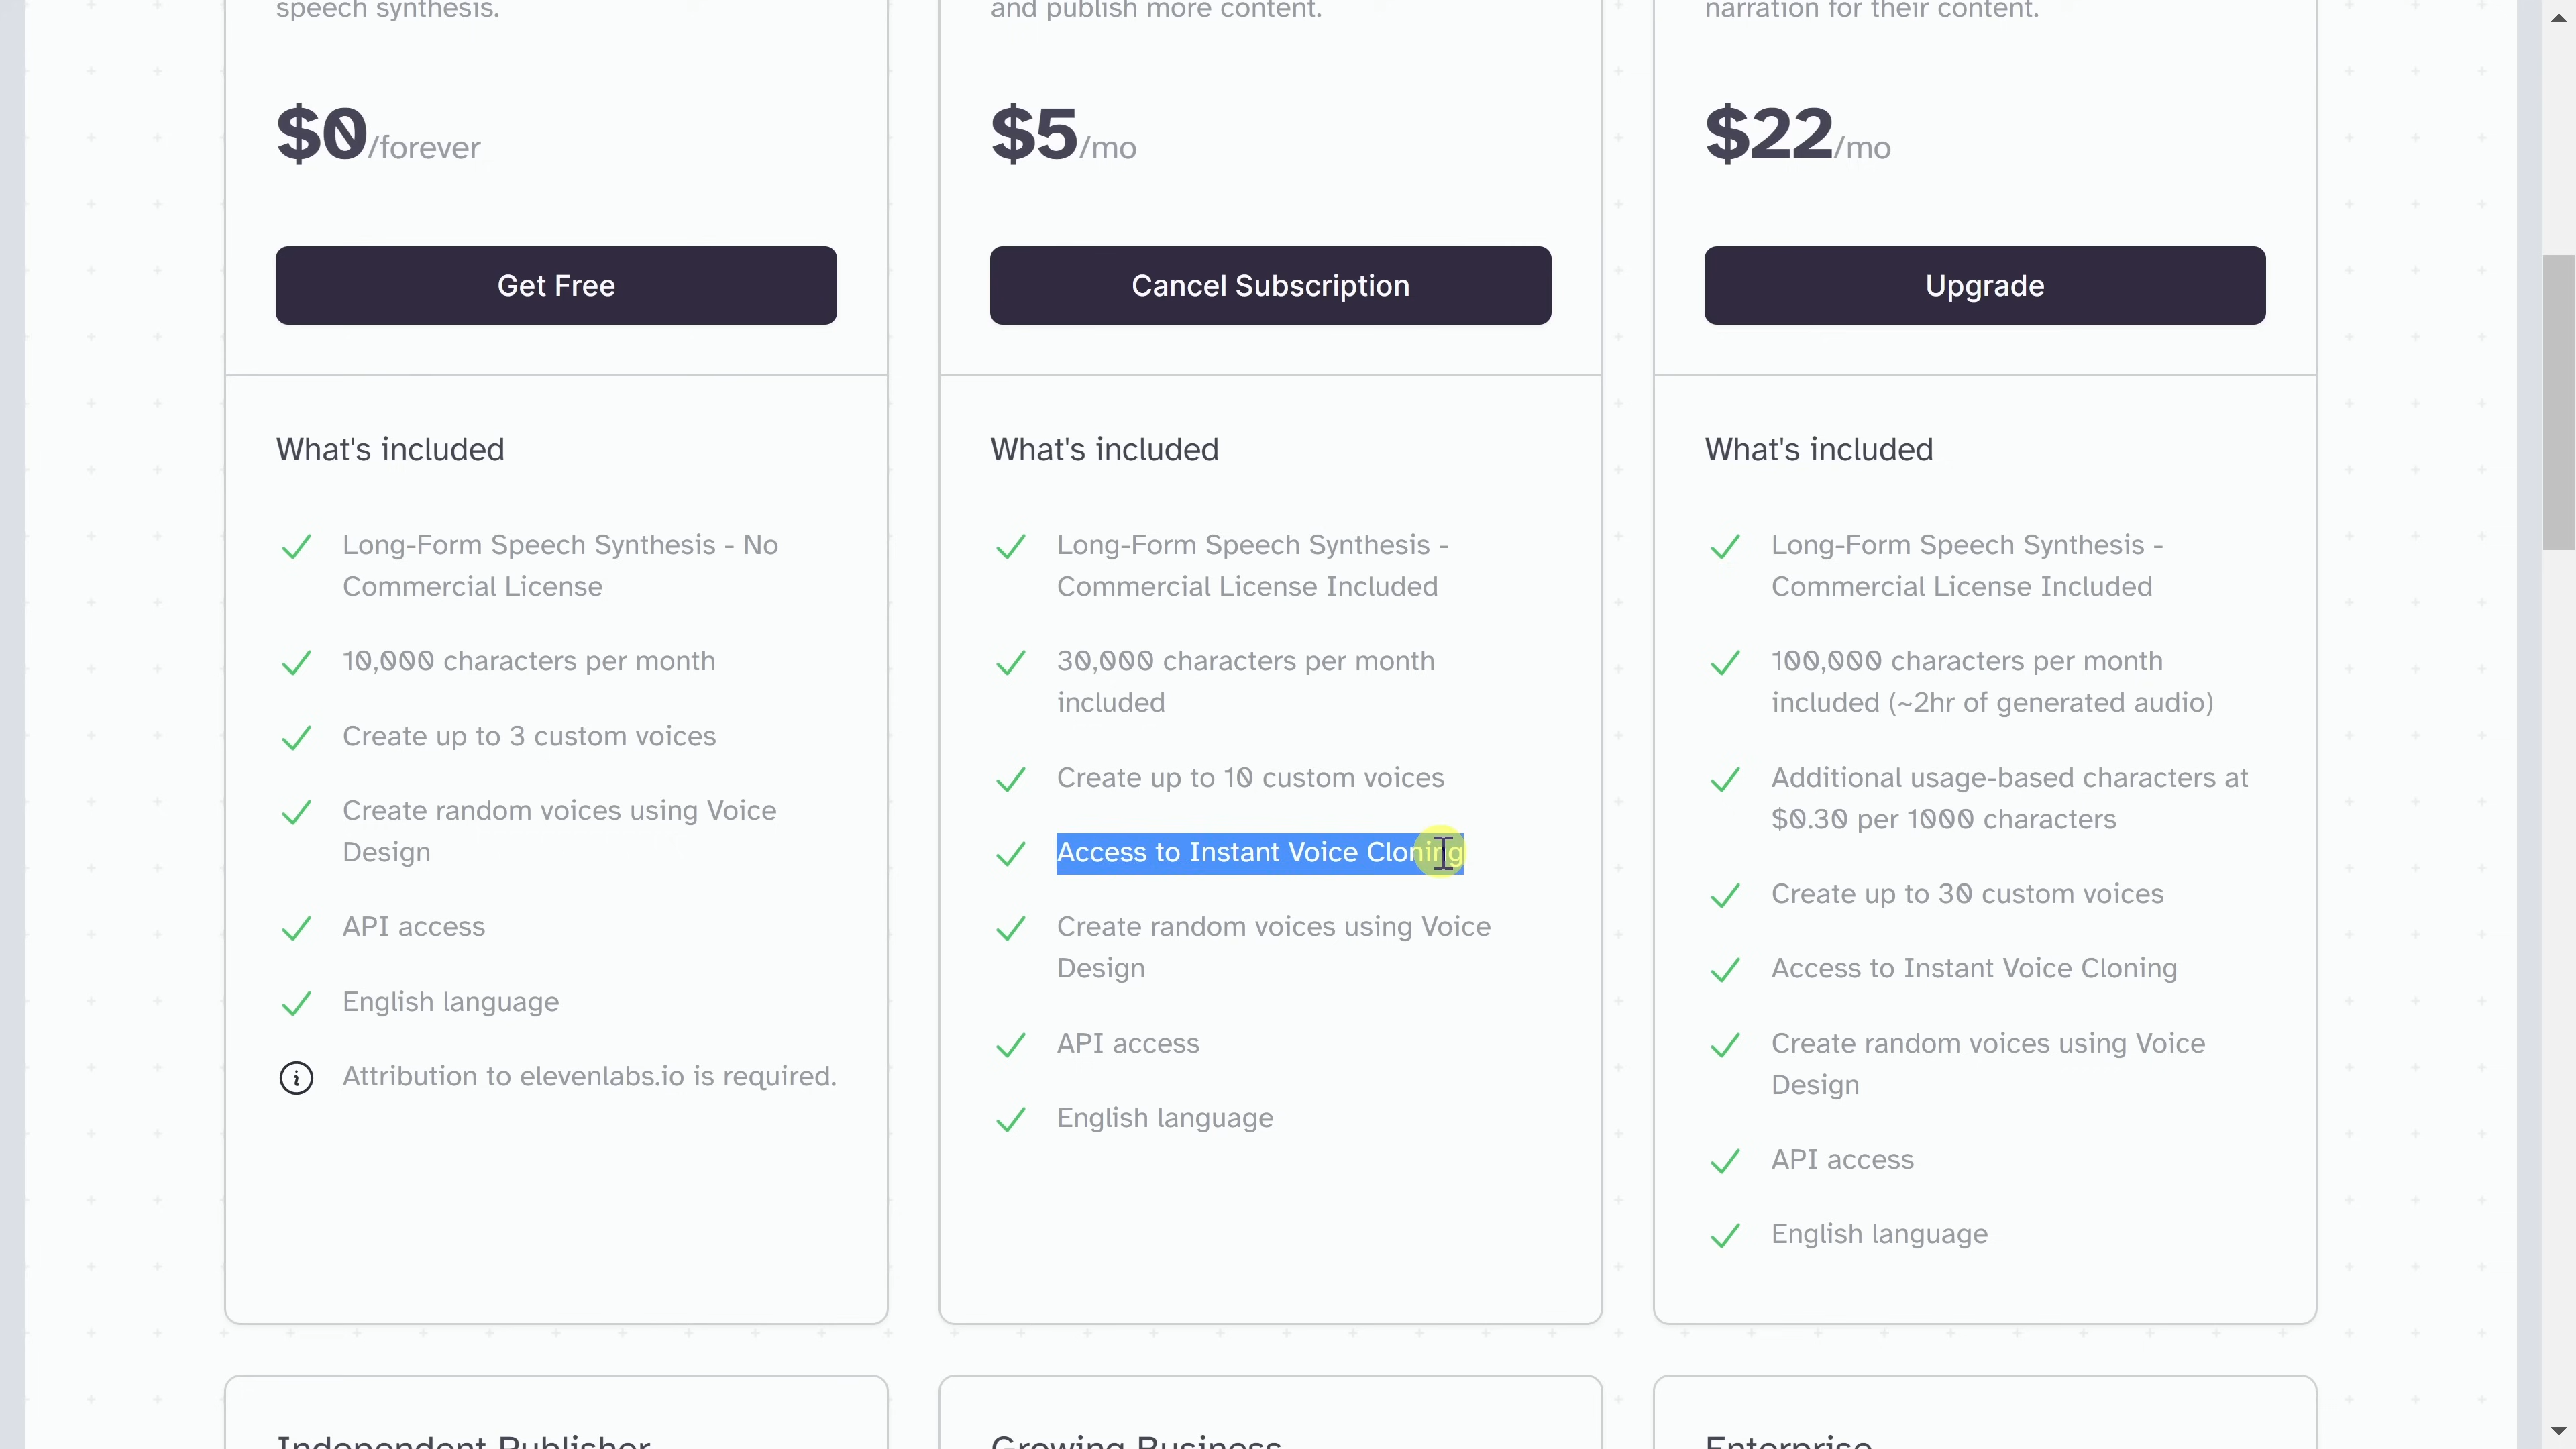 speech synthesis.
$0/forever
Get Free
What's included
Long-Form Speech Synthesis - No
Commercial License
10,000 characters per month
Create up to 3 custom voices
Create random voices using Voice
Design
API access
English language
Attribution to elevenlabs.io is required.
and publish more content.
$5/mo
Cancel Subscription
What's included
Long-Form Speech Synthesis -
Commercial License Included
30,000 characters per month
included
Create up to 10 custom voices
Access to Instant Voice Cloning
Create random voices using Voice
Design
API access
English language
narration for their content.
$22/mo
Upgrade
What's included
Long-Form Speech Synthesis -
Commercial License Included
100,000 characters per month
included (~2hr of generated audio)
Additional usage-based characters at
$0.30 per 1000 characters
Create up to 30 custom voices
Access to Instant Voice Cloning
Create random voices using Voice
Design
API access
English language
Independent Publisher
Growing Business
Enterprise